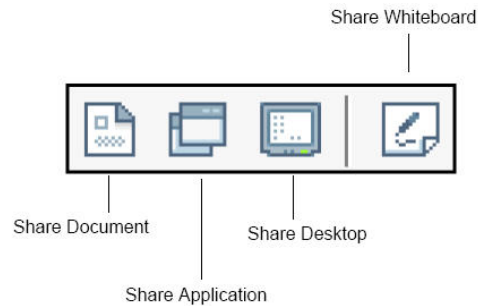 Share Whiteboard
Share Document
Share Desktop
Share Application